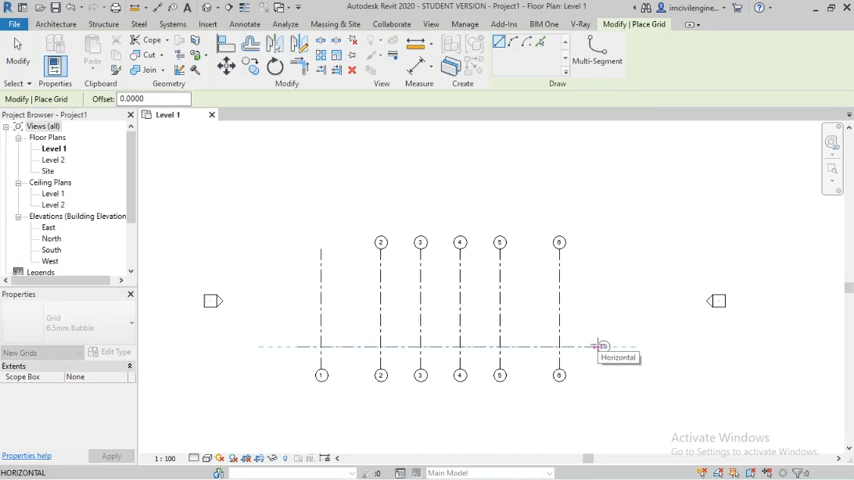 Autodesk Revit 2020 - STUDENT VERSION - Project1 - Floor Plan: Level 1
imcivilengine...
File Architecture Structure Steel Systems Insert Annotate Analyze Massing & Site Collaborate View Manage Add-Ins BIM One V-Ray Modify | Place Grid
Modify
Paste
Cope
Cut
Join
Multi-Segment
Select Properties Clipboard Geometry Modify View Measure Create Draw
Modify | Place Grid Offset: 0.0000
Project Browser - Project1
Level 1
Views (all)
Floor Plans
Level 1
Level 2
Site
Ceiling Plans
Level 1
Level 2
Elevations (Building Elevation
East
North
South
West
Legends
Properties
Grid
6.5mm Bubble
New Grids Edit Type
Extents
Scope Box None
Properties help Apply
2 3 4 5 6
Horizontal
1 2 3 4 5 6
Activate Windows
Go to Settings to activate Windows.
1 : 100
HORIZONTAL
:0
Main Model
:0